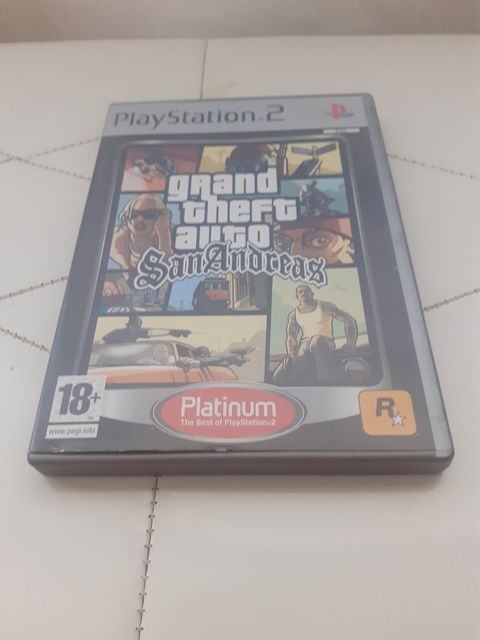 PlayStation®2
grand
theft
auto
San Andreas
18+
www.pegi.info
Platinum
The Best of PlayStation®2
R